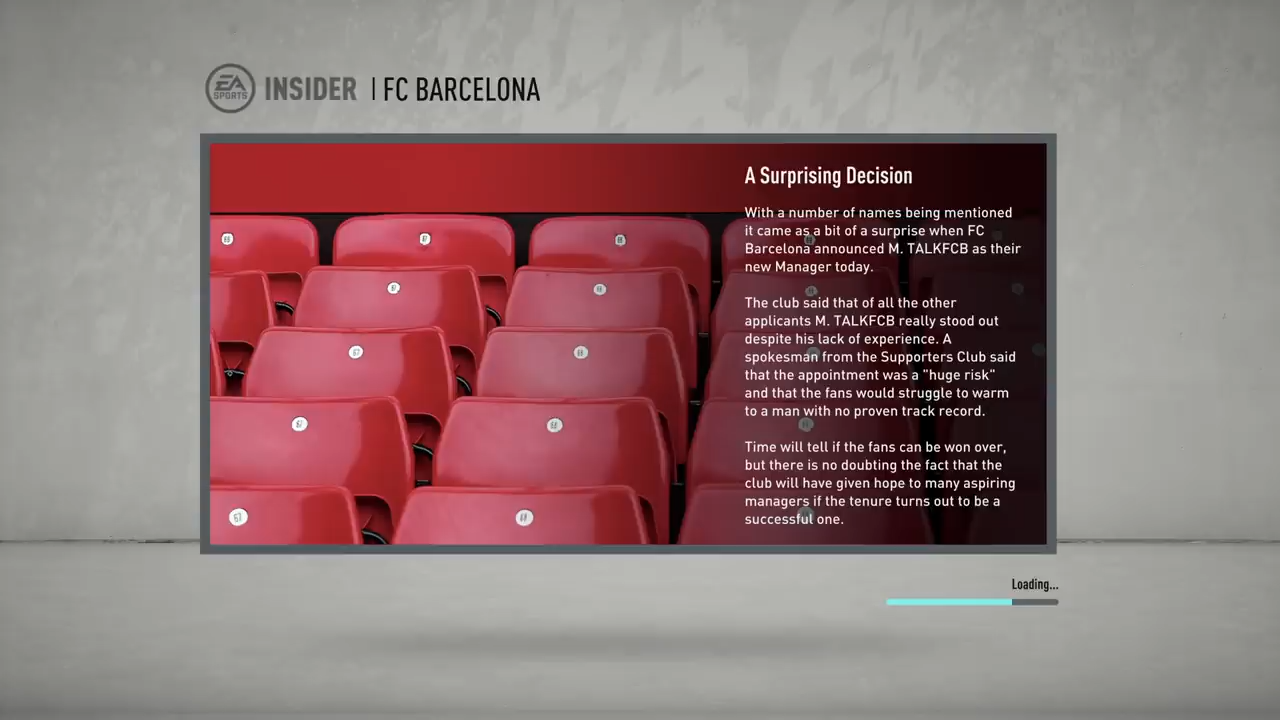 EA SPORTS INSIDER | FC BARCELONA
A Surprising Decision
With a number of names being mentioned
it came as a bit of a surprise when FC
Barcelona announced M. TALKFCB as their
new Manager today.
The club said that of all the other
applicants M. TALKFCB really stood out
despite his lack of experience. A
spokesman from the Supporters Club said
that the appointment was a "huge risk"
and that the fans would struggle to warm
to a man with no proven track record.
Time will tell if the fans can be won over,
but there is no doubting the fact that the
club will have given hope to many aspiring
managers if the tenure turns out to be a
successful one.
Loading...